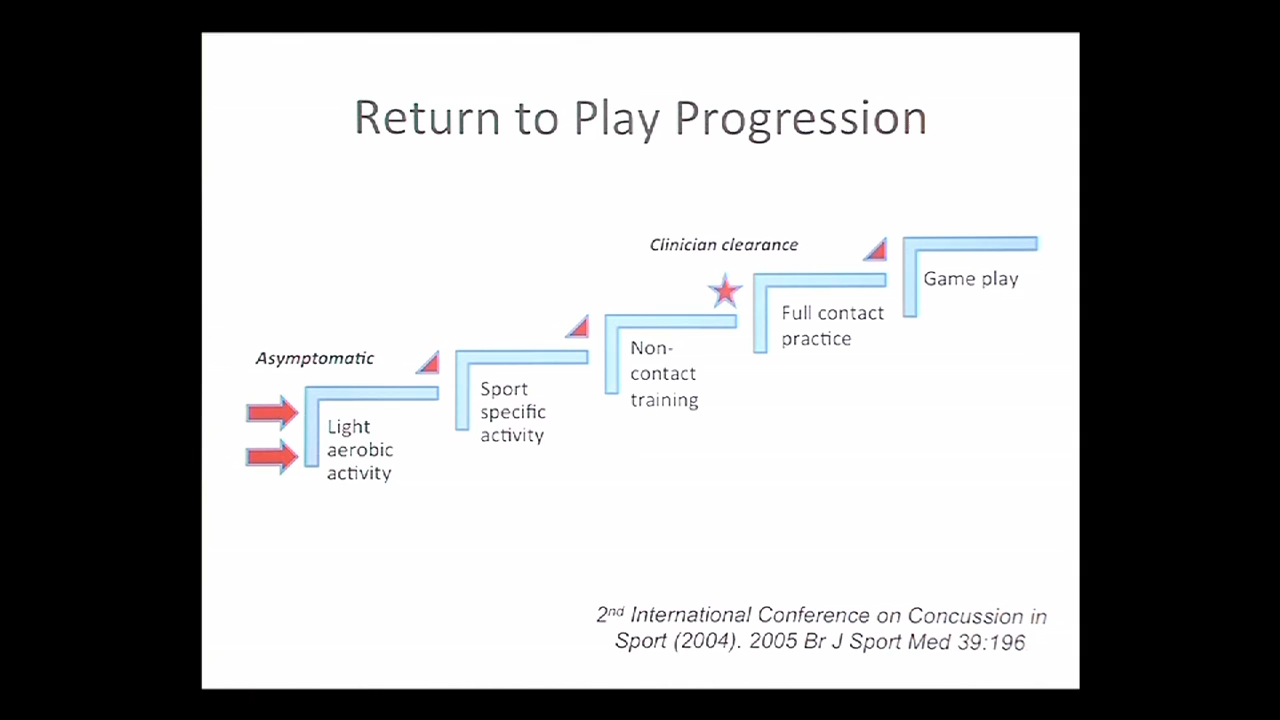 Return to Play Progression
Clinician clearance
Game play
Full contact
practice
Non-
contact
training
Asymptomatic
Sport
specific
activity
Light
aerobic
activity
2nd International Conference on Concussion in
Sport (2004). 2005 Br J Sport Med 39:196